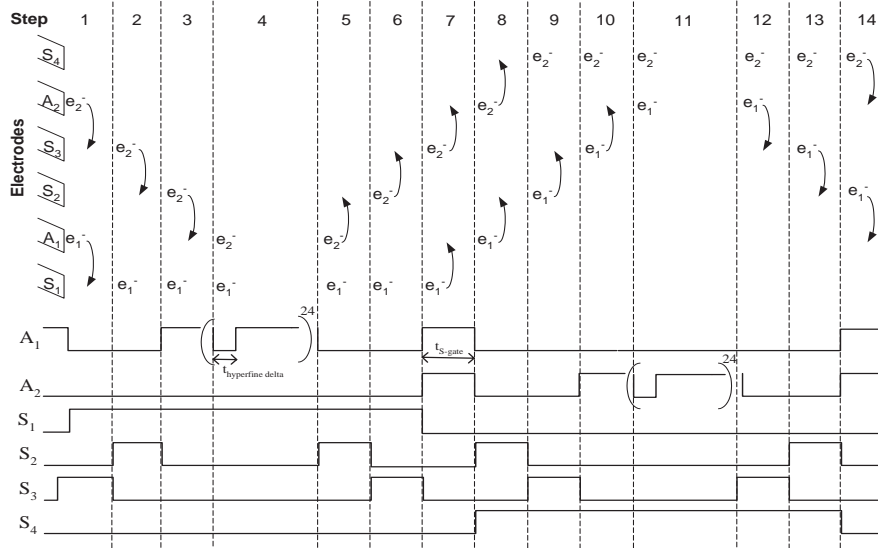 Step 1 2 3 4 5 6 7 8 9 10 11 12 13 14
Electrodes
S4 e2- e2- e2- e2- e2- e2-
A2 e2- e2- e1- e1-
S3 e2- e2- e1- e1-
S2 e2- e2- e1- e1-
A1 e1- e2- e2- e1-
S1 e1- e1- e1- e1- e1- e1-
A1 24 tS-gate
thyperfine delta
A2 24
S1
S2
S3
S4